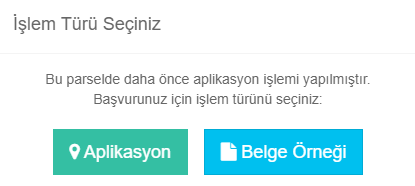 İşlem Türü Seçiniz
Bu parselde daha önce aplikasyon işlemi yapılmıştır.
Başvurunuz için işlem türünü seçiniz:
Aplikasyon
Belge Örneği